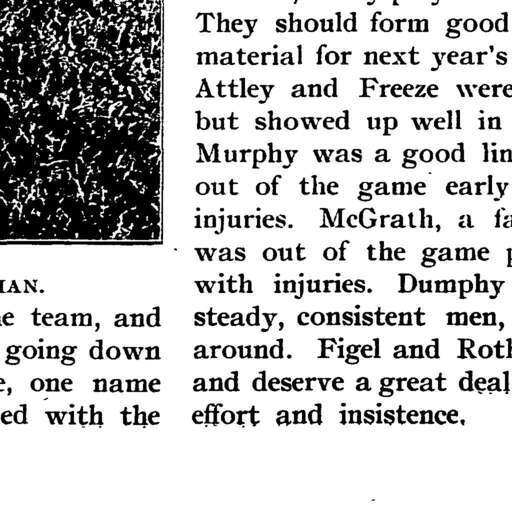 IAN.
team, and
going down
one name
ed with the
They should form good
material for next year's
Attley and Freeze were
but showed up well in
Murphy was a good
out of the game early
injuries. McGrath, a
was out of the game
with injuries. Dumphy
steady, consistent men,
around. Figel and
and deserve a great deal
effort and insistence.